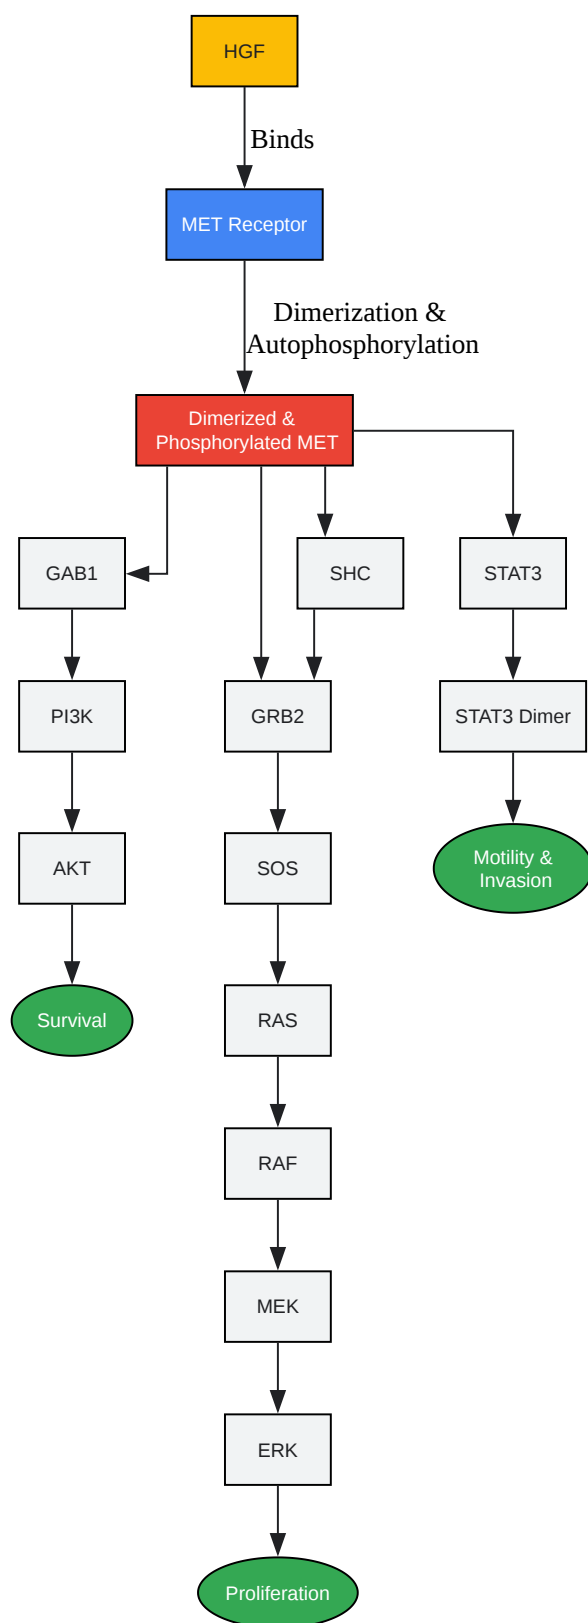 HGF
Binds
MET Receptor
Dimerization &
Autophosphorylation
Dimerized &
Phosphorylated MET
GAB1
SHC
STAT3
PI3K
GRB2
STAT3 Dimer
AKT
SOS
Motility &
Invasion
Survival
RAS
RAF
MEK
ERK
Proliferation